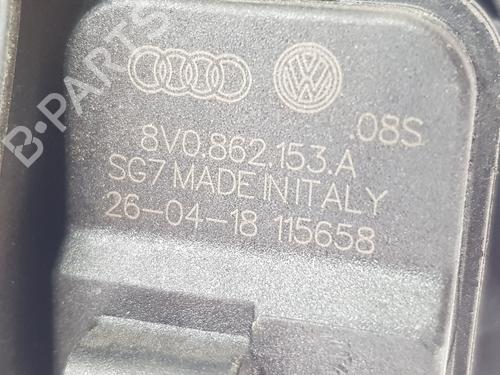 .08S
8V0.862.153.A
SG7 MADE IN ITALY
26-04-18 115658
B-PARTS